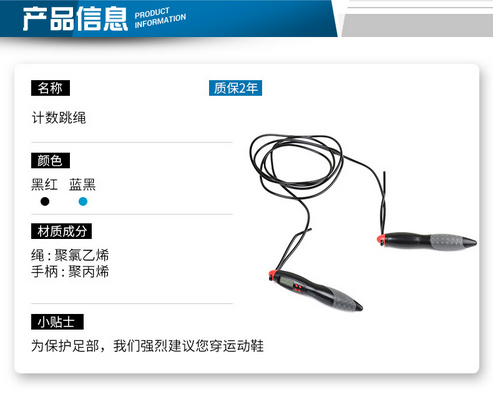 产品信息 PRODUCT
INFORMATION
名称
质保2年
计数跳绳
颜色
黑红 蓝黑
材质成分
绳:聚氯乙烯
手柄:聚丙烯
小贴士
为保护足部，我们强烈建议您穿运动鞋